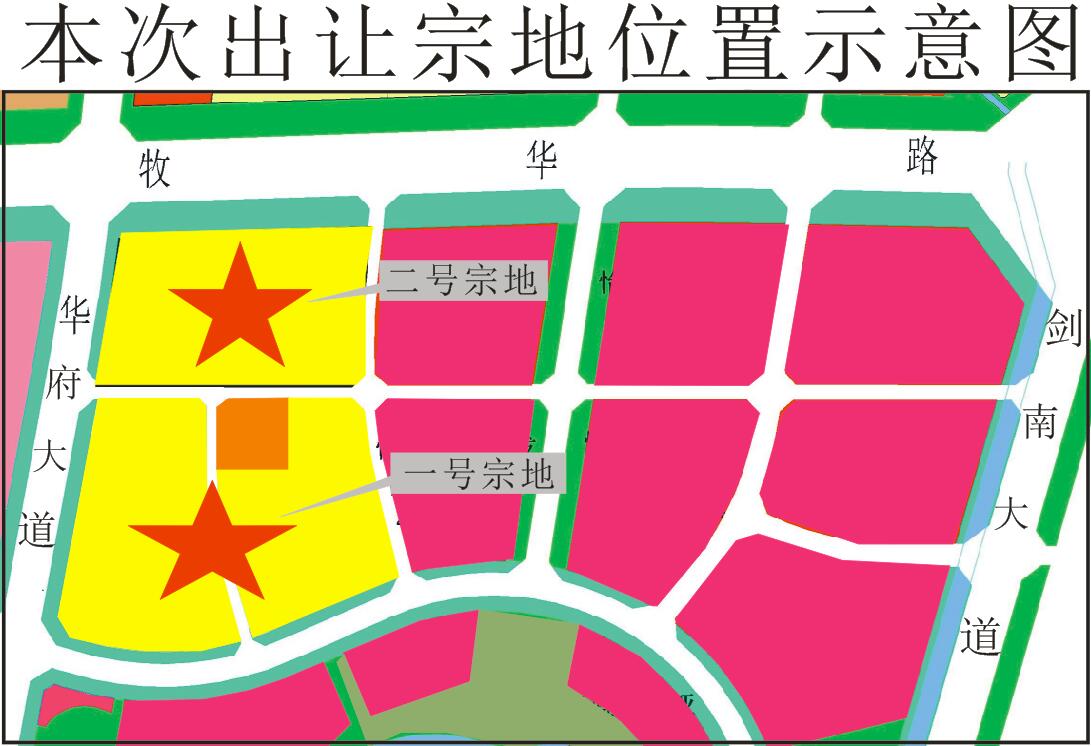 本次出让宗地位置示意图
牧华路
二号宗地
华府大道
剑南大道
一号宗地